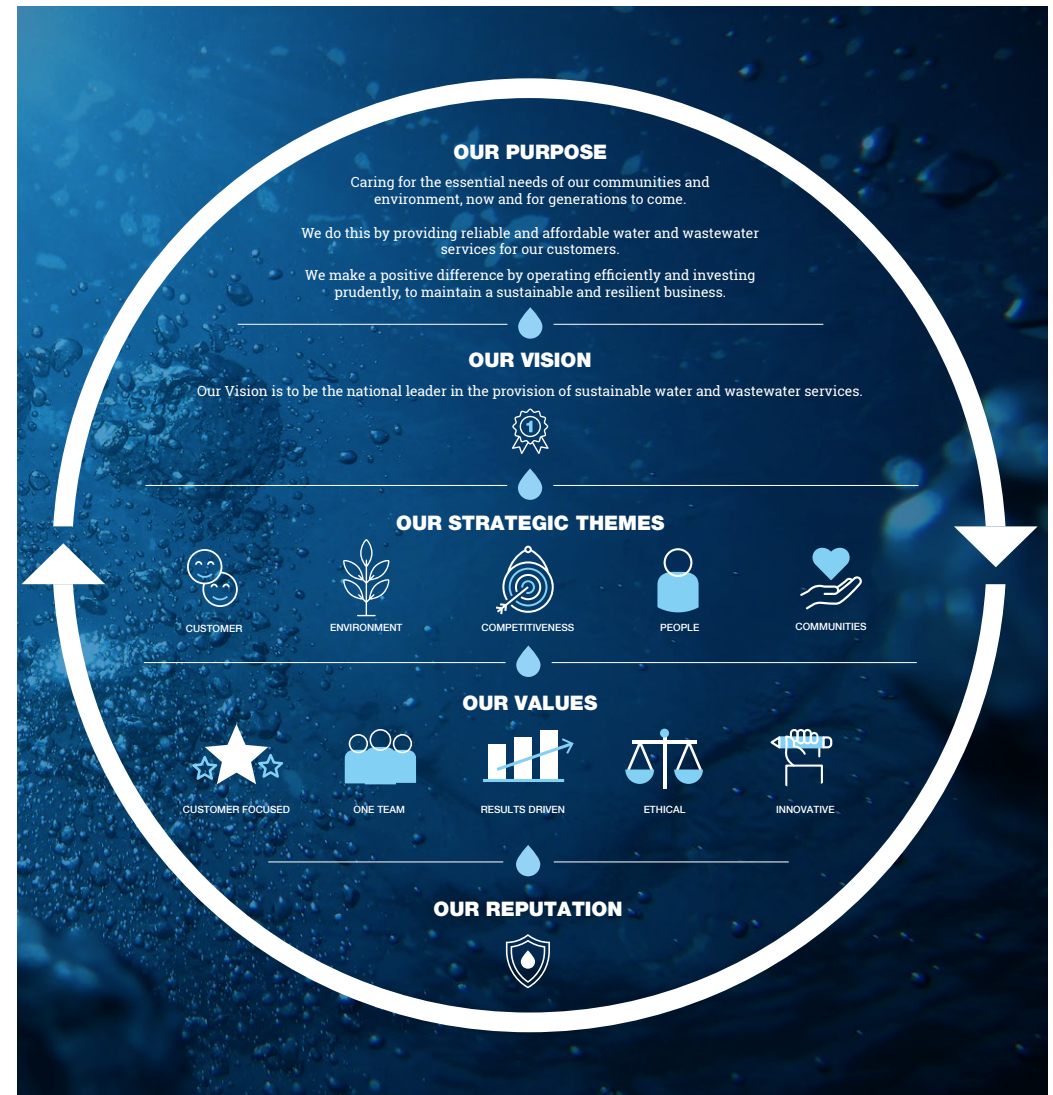 OUR PURPOSE
Caring for the essential needs of our communities and
environment, now and for generations to come.
We do this by providing reliable and affordable water and wastewater
services for our customers.
We make a positive difference by operating efficiently and investing
prudently, to maintain a sustainable and resilient business.
OUR VISION
Our Vision is to be the national leader in the provision of sustainable water and wastewater services.
1
OUR STRATEGIC THEMES
CUSTOMER
ENVIRONMENT
COMPETITIVENESS
PEOPLE
COMMUNITIES
OUR VALUES
CUSTOMER FOCUSED
ONE TEAM
RESULTS DRIVEN
ETHICAL
INNOVATIVE
OUR REPUTATION